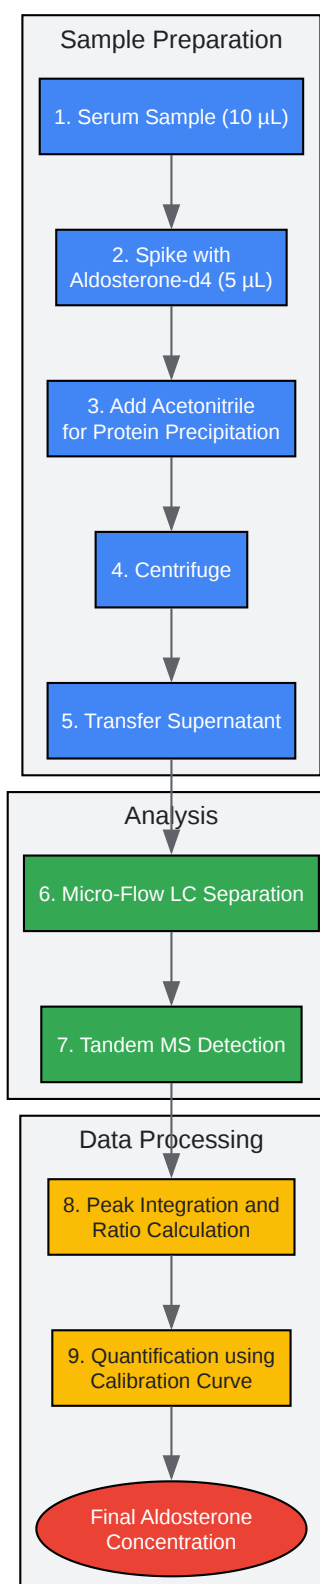 Sample Preparation
1. Serum Sample (10 µL)
2. Spike with
Aldosterone-d4 (5 µL)
3. Add Acetonitrile
for Protein Precipitation
4. Centrifuge
5. Transfer Supernatant
Analysis
6. Micro-Flow LC Separation
7. Tandem MS Detection
Data Processing
8. Peak Integration and
Ratio Calculation
9. Quantification using
Calibration Curve
Final Aldosterone
Concentration